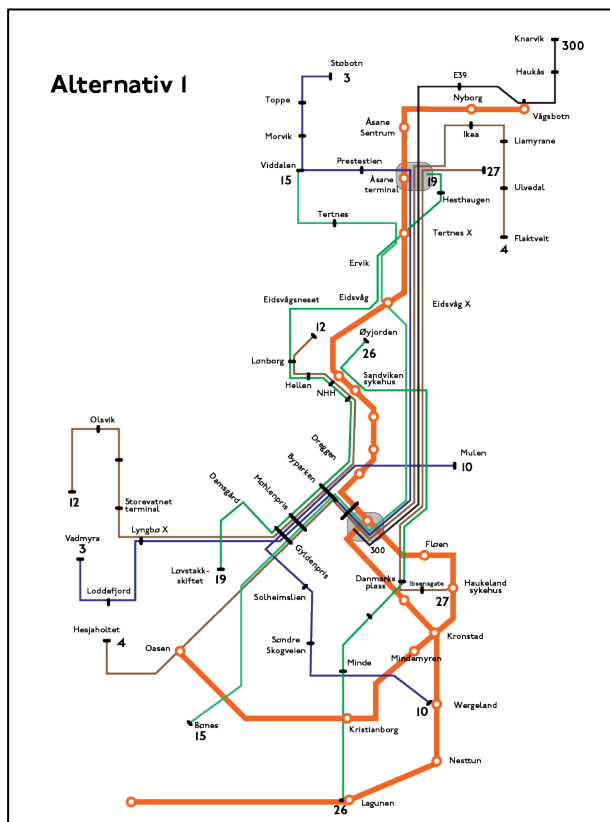 Alternativ 1
Knarvik
300
Haukås
E39
Nyborg
Vågsbotn
Støbotn
3
Toppe
Morvik
Viddalen
15
Prestestien
Åsane
Sentrum
Ikea
Liamyrane
27
Åsane
terminal
19
Hesthaugen
Ulvedal
Flaktveit
4
Tertnes
Tertnes X
Ervik
Eidsvågsneset
Eidsvåg
Eidsvåg X
12
Øyjorden
26
Lønborg
Hellen
NHH
Sandviken
sykehus
Olsvik
12
Storevatnet
terminal
Dreggen
Byparken
Møhlenpris
Damsgård
Mulen
10
Vadmyra
3
Lyngbø X
Loddefjord
Løvstakk-
skiftet
19
Gyldenpris
300
Fløen
Solheimslien
Danmarks
plass
Ibsensgate
27
Haukeland
sykehus
Hesjaholtet
4
Oasen
Søndre
Skogveien
Minde
Mindemyren
Kronstad
10
Wergeland
Bønes
15
Kristianborg
Nesttun
26
Lagunen